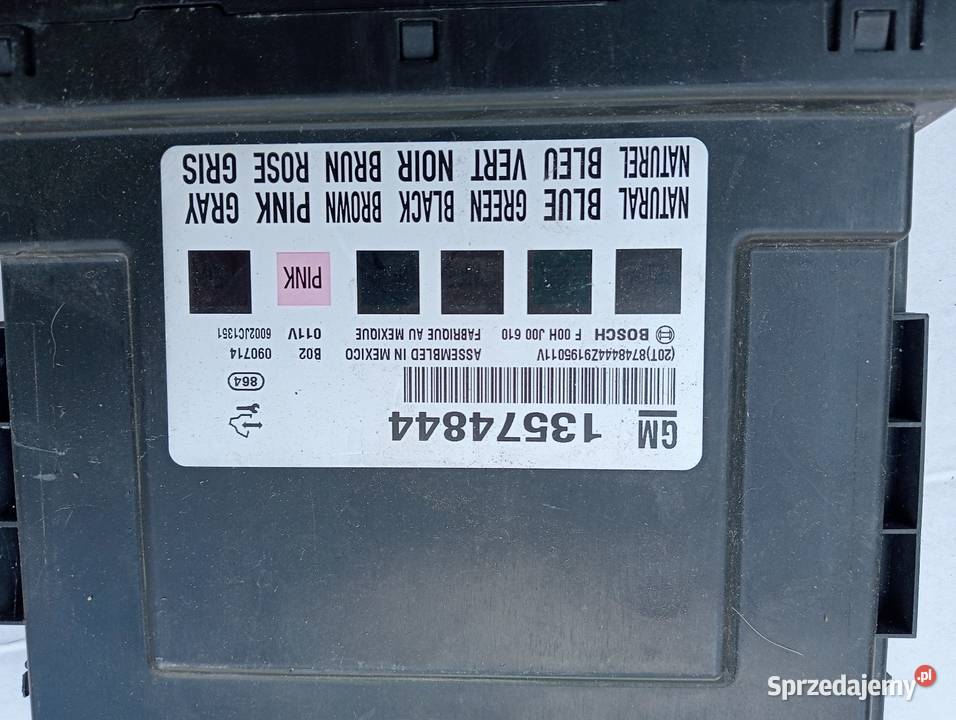 GM 13574844
864
(20T)8748444Z9195011V ASSEMBLED IN MEXICO B02 090714
BOSCH F 00H J00 610 FABRIQUE AU MEXIQUE 011V 6002JC1351
PINK
NATURAL BLUE GREEN BLACK BROWN PINK GRAY
NATUREL BLEU VERT NOIR BRUN ROSE GRIS
Sprzedajemy.pl